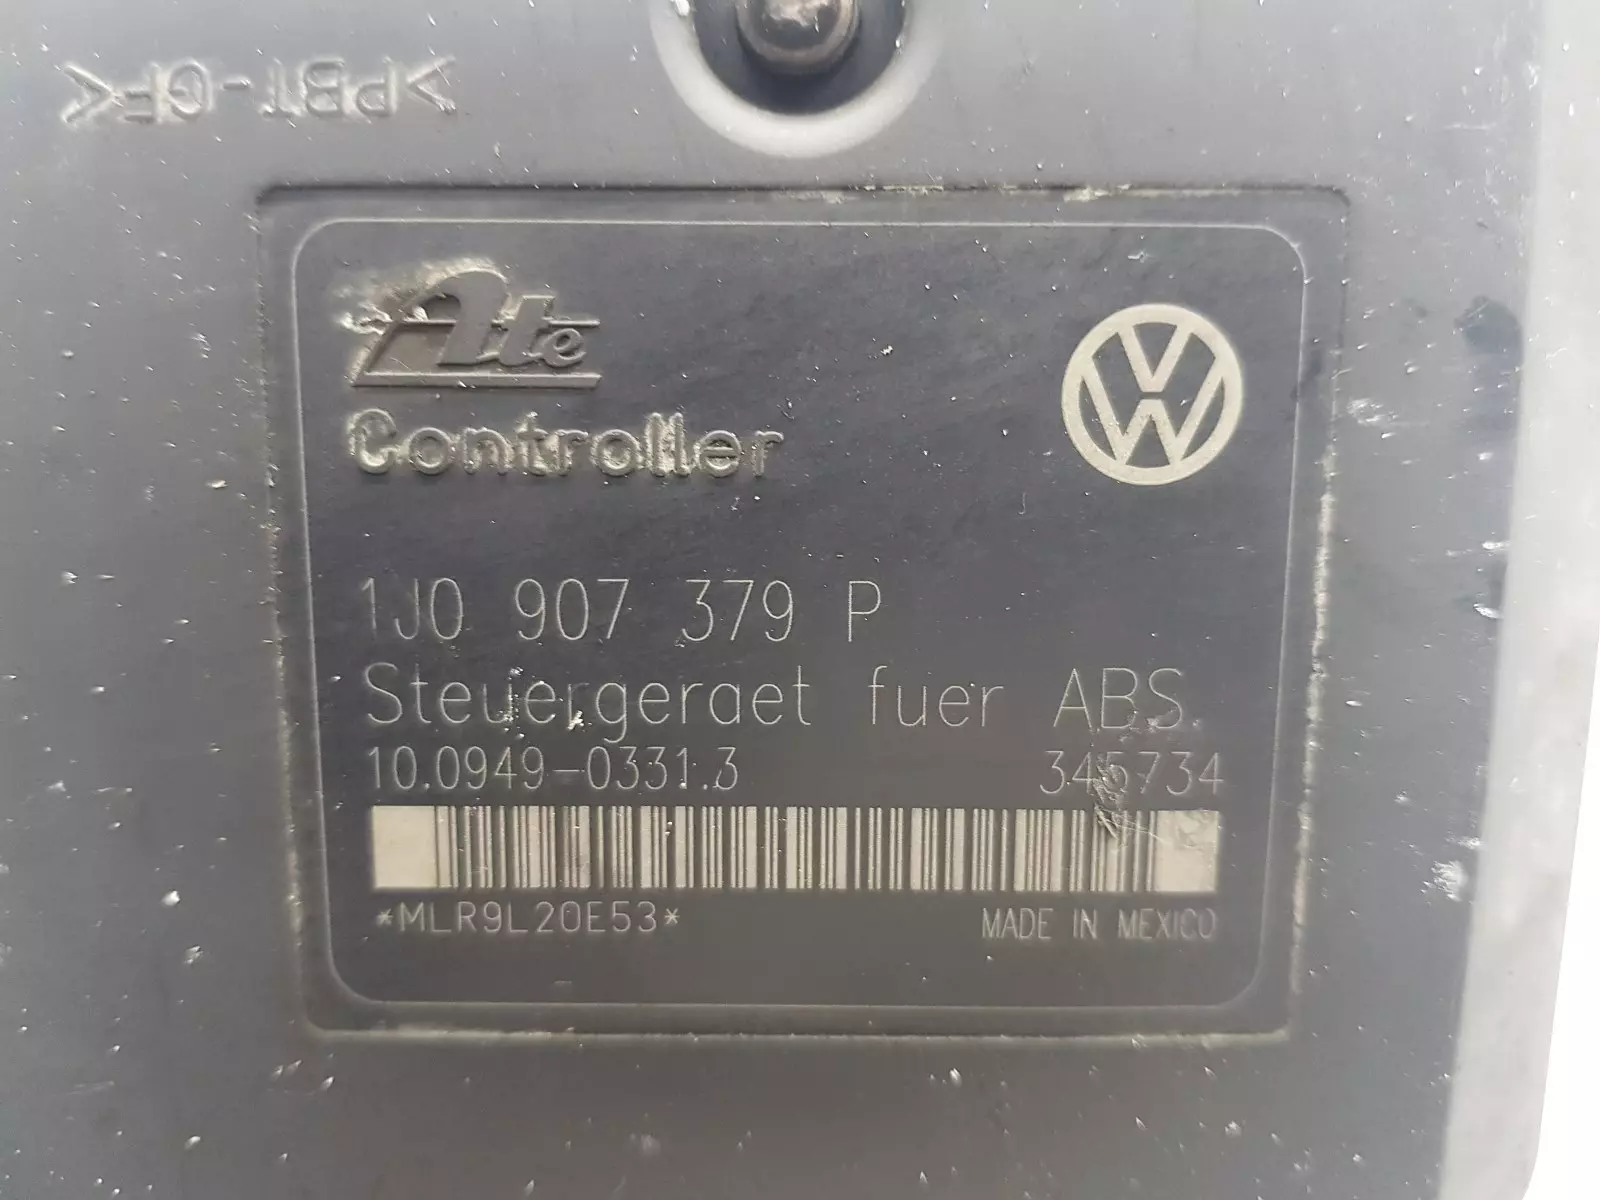 >PBT-GF<
Ate
Controller
1J0 907 379 P
Steuergeraet fuer ABS.
10.0949-0331.3 345734
*MLR9L20E53* MADE IN MEXICO